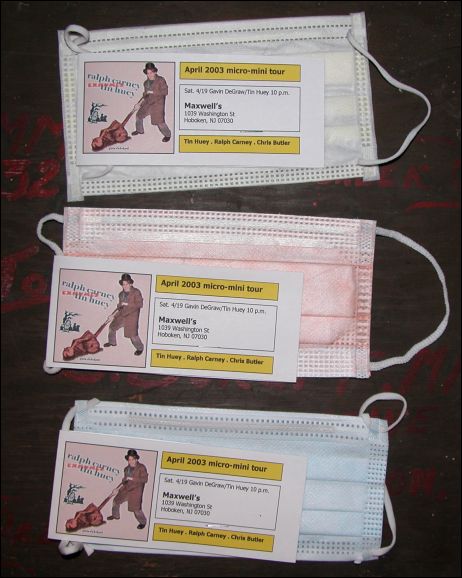 ralph carney
tin huey
April 2003 micro-mini tour
Sat. 4/19 Gavin DeGraw/Tin Huey 10 p.m.
Maxwell's
1039 Washington St
Hoboken, NJ 07030
Tin Huey . Ralph Carney . Chris Butler
ralph carney
tin huey
April 2003 micro-mini tour
Sat. 4/19 Gavin DeGraw/Tin Huey 10 p.m.
Maxwell's
1039 Washington St
Hoboken, NJ 07030
Tin Huey . Ralph Carney . Chris Butler
ralph carney
tin huey
April 2003 micro-mini tour
Sat. 4/19 Gavin DeGraw/Tin Huey 10 p.m.
Maxwell's
1039 Washington St
Hoboken, NJ 07030
Tin Huey . Ralph Carney . Chris Butler